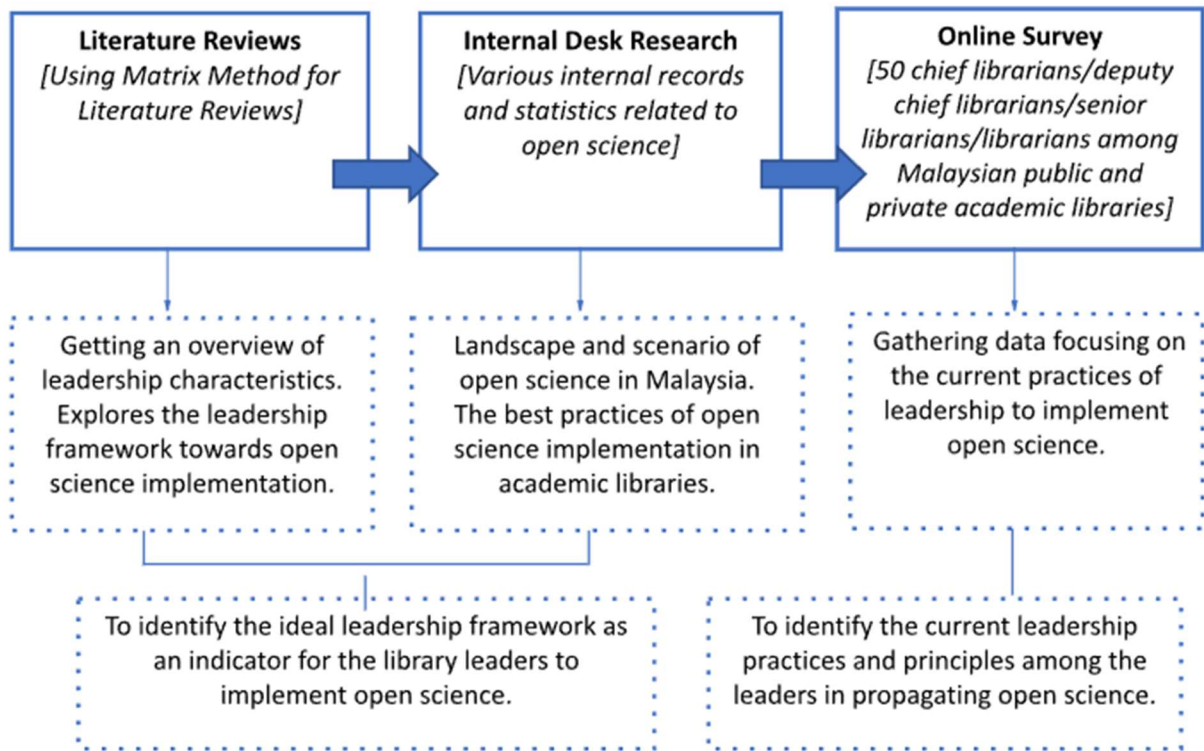 Literature Reviews
[Using Matrix Method for
Literature Reviews]
Internal Desk Research
[Various internal records
and statistics related to
open science]
Online Survey
[50 chief librarians/deputy
chief librarians/senior
librarians/librarians among
Malaysian public and
private academic libraries]
Getting an overview of
leadership characteristics.
Explores the leadership
framework towards open
science implementation.
Landscape and scenario of
open science in Malaysia.
The best practices of open
science implementation in
academic libraries.
Gathering data focusing on
the current practices of
leadership to implement
open science.
To identify the ideal leadership framework as
an indicator for the library leaders to
implement open science.
To identify the current leadership
practices and principles among the
leaders in propagating open science.